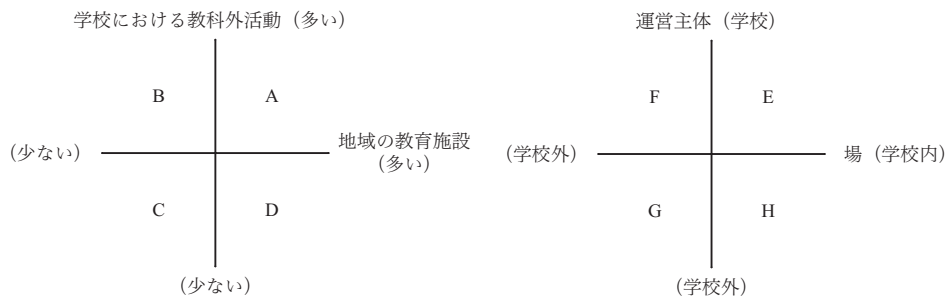 学校における教科外活動（多い）
B
A
（少ない）
地域の教育施設
（多い）
C
D
（少ない）
運営主体（学校）
F
E
（学校外）
場（学校内）
G
H
（学校外）